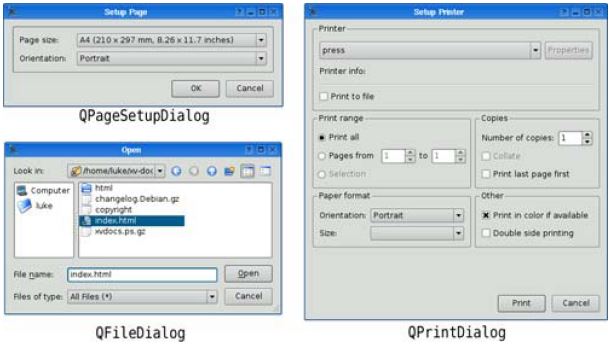 Setup Page
Page size: A4 (210 x 297 mm, 8.26 x 11.7 inches)
Orientation: Portrait
OK Cancel
QPageSetupDialog
Open
Look in: /home/luke/xv-doc
Computer
luke
html
changelog.Debian.gz
copyright
index.html
xvdocs.ps.gz
File name: index.html Open
Files of type: All Files (*) Cancel
QFileDialog
Setup Printer
Printer
press Properties
Printer info:
Print to file
Print range
Print all
Pages from 1 to 1
Selection
Copies
Number of copies: 1
Collate
Print last page first
Paper format
Orientation: Portrait
Size:
Other
Print in color if available
Double side printing
Print Cancel
QPrintDialog